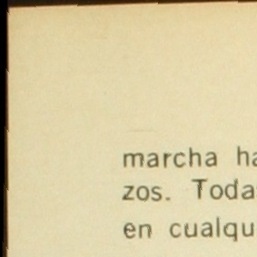 marcha ha
zos. Toda
en cualqu